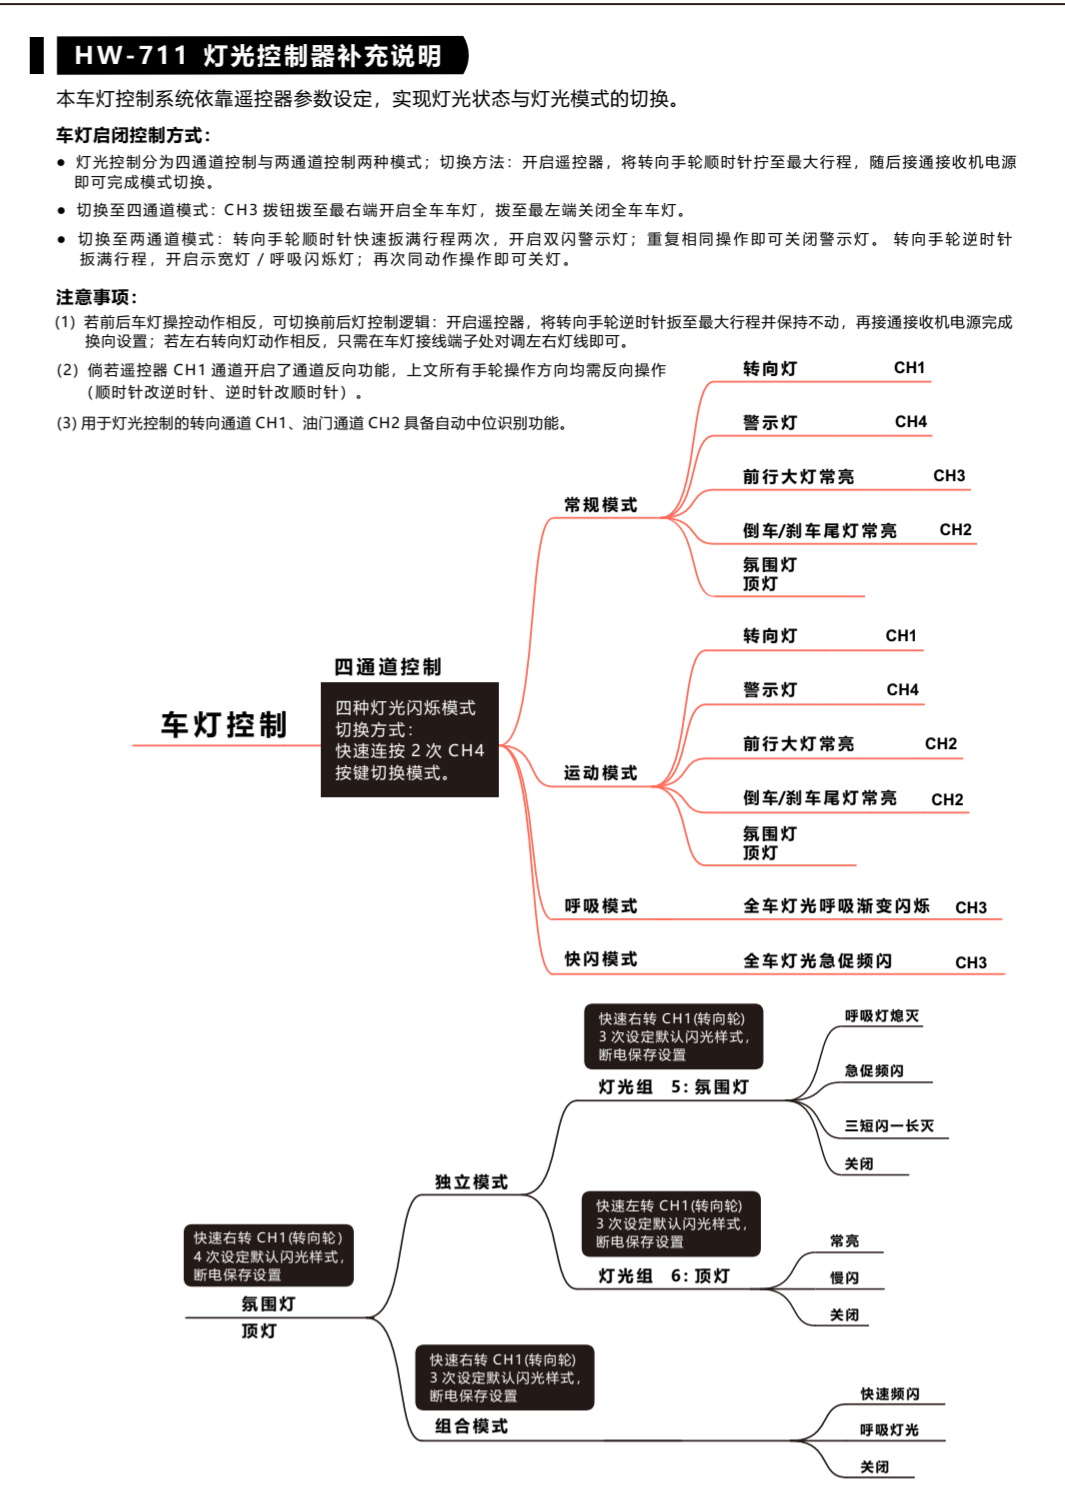 HW-711 灯光控制器补充说明
本车灯控制系统依靠遥控器参数设定，实现灯光状态与灯光模式的切换。
车灯启闭控制方式：
● 灯光控制分为四通道控制与两通道控制两种模式；切换方法：开启遥控器，将转向手轮顺时针拧至最大行程，随后接通接收机电源
即可完成模式切换。
● 切换至四通道模式：CH3 拨钮拨至最右端开启全车车灯，拨至最左端关闭全车车灯。
● 切换至两通道模式：转向手轮顺时针快速扳满行程两次，开启双闪警示灯；重复相同操作即可关闭警示灯。 转向手轮逆时针
扳满行程，开启示宽灯 / 呼吸闪烁灯；再次同动作操作即可关灯。
注意事项：
(1) 若前后车灯操控动作相反，可切换前后灯控制逻辑：开启遥控器，将转向手轮逆时针扳至最大行程并保持不动，再接通接收机电源完成
换向设置；若左右转向灯动作相反，只需在车灯接线端子处对调左右灯线即可。
(2) 倘若遥控器 CH1 通道开启了通道反向功能，上文所有手轮操作方向均需反向操作
（顺时针改逆时针、逆时针改顺时针）。
(3) 用于灯光控制的转向通道 CH1、油门通道 CH2 具备自动中位识别功能。
转向灯 CH1
警示灯 CH4
前行大灯常亮 CH3
常规模式
倒车/刹车尾灯常亮 CH2
氛围灯
顶灯
转向灯 CH1
四通道控制
警示灯 CH4
车灯控制
四种灯光闪烁模式
切换方式：
快速连按 2 次 CH4
按键切换模式。
前行大灯常亮 CH2
运动模式
倒车/刹车尾灯常亮 CH2
氛围灯
顶灯
呼吸模式 全车灯光呼吸渐变闪烁 CH3
快闪模式 全车灯光急促频闪 CH3
快速右转 CH1(转向轮)
3 次设定默认闪光样式，
断电保存设置
灯光组 5: 氛围灯
呼吸灯熄灭
急促频闪
三短闪一长灭
关闭
独立模式
快速左转 CH1(转向轮)
3 次设定默认闪光样式，
断电保存设置
灯光组 6: 顶灯
常亮
慢闪
关闭
快速右转 CH1(转向轮)
4 次设定默认闪光样式，
断电保存设置
氛围灯
顶灯
快速右转 CH1(转向轮)
3 次设定默认闪光样式，
断电保存设置
组合模式
快速频闪
呼吸灯光
关闭